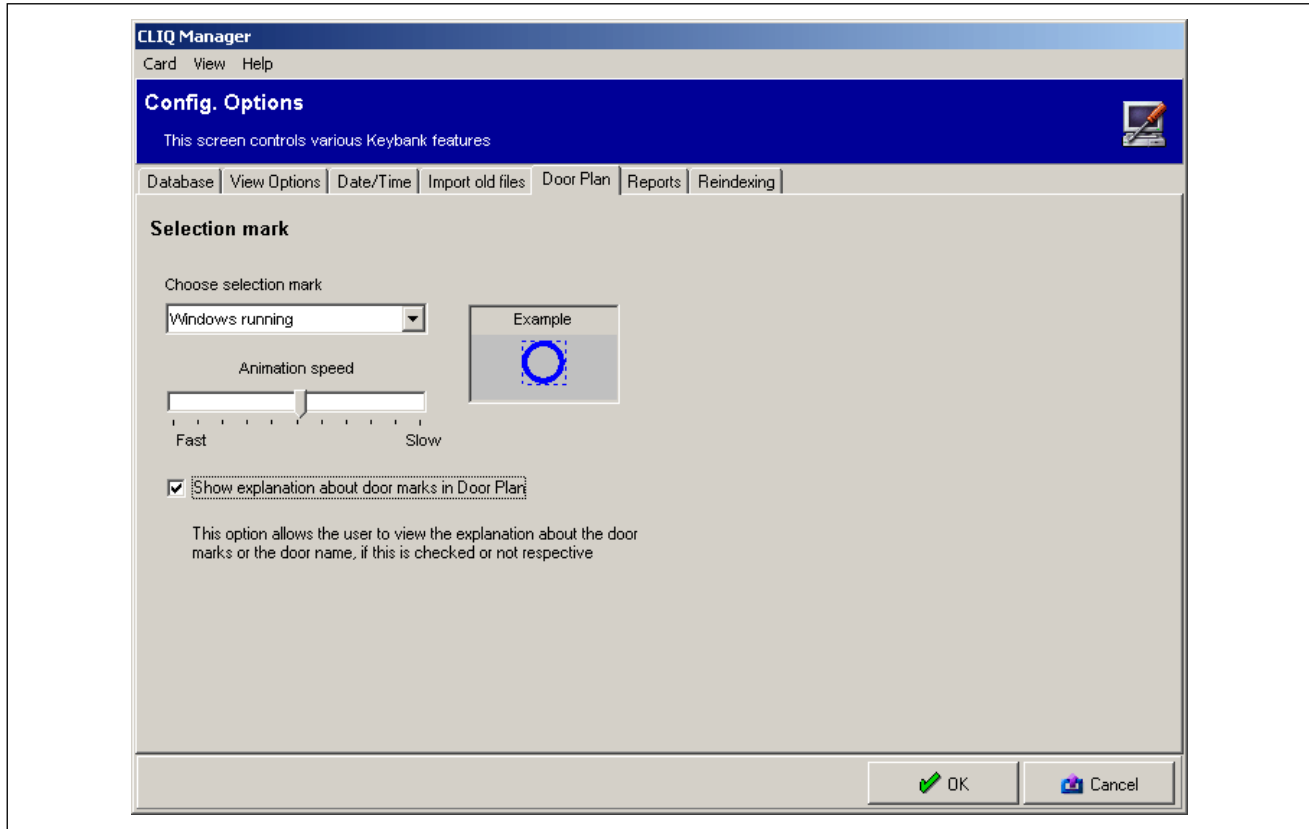 CLIQ Manager
Card View Help
Config. Options
This screen controls various Keybank features
Database View Options Date/Time Import old files Door Plan Reports Reindexing
Selection mark
Choose selection mark
Windows running
Example
Animation speed
Fast Slow
Show explanation about door marks in Door Plan
This option allows the user to view the explanation about the door
marks or the door name, if this is checked or not respective
OK Cancel